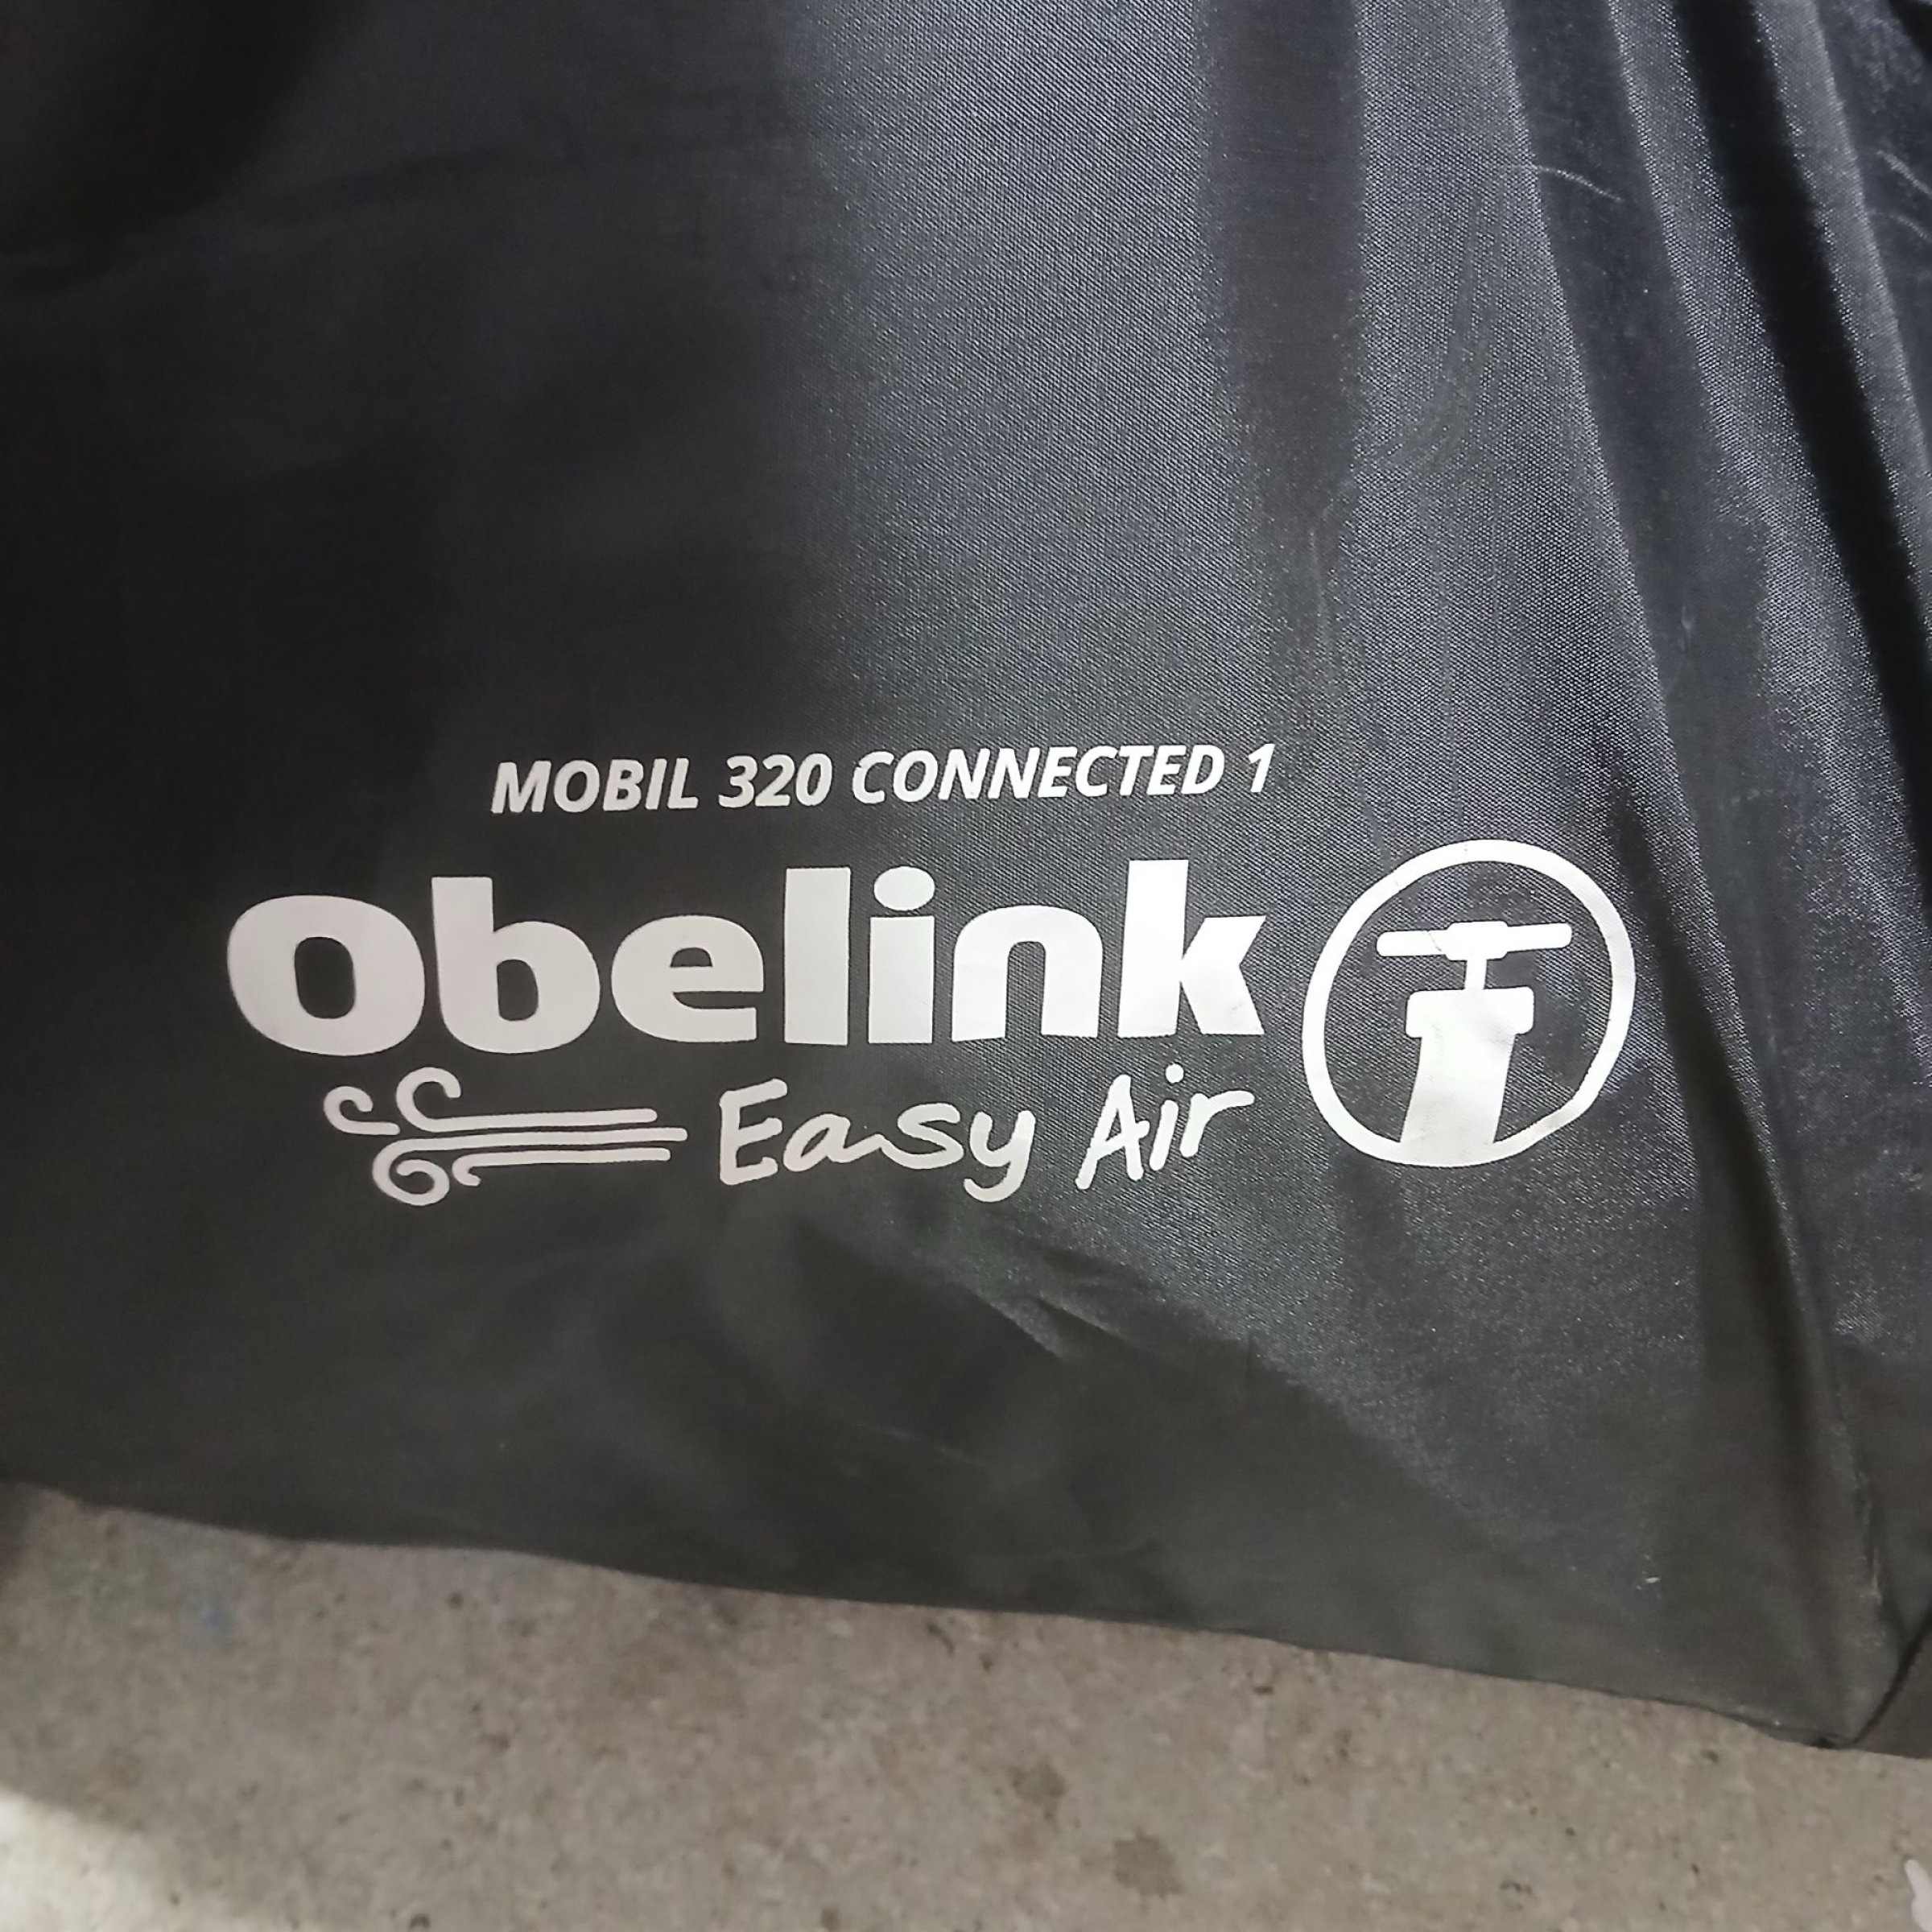 MOBIL 320 CONNECTED 1
obelink
Easy Air